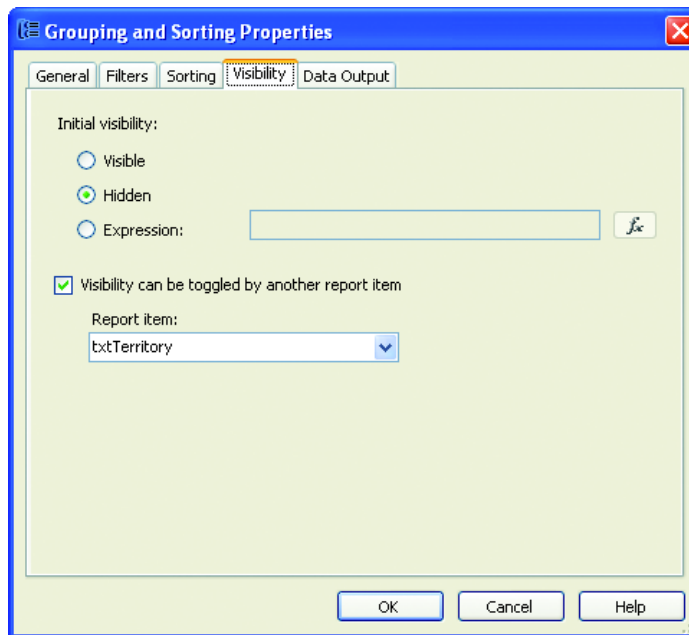 Grouping and Sorting Properties
General Filters Sorting Visibility Data Output
Initial visibility:
Visible
Hidden
Expression:
fx
Visibility can be toggled by another report item
Report item:
txtTerritory
OK Cancel Help